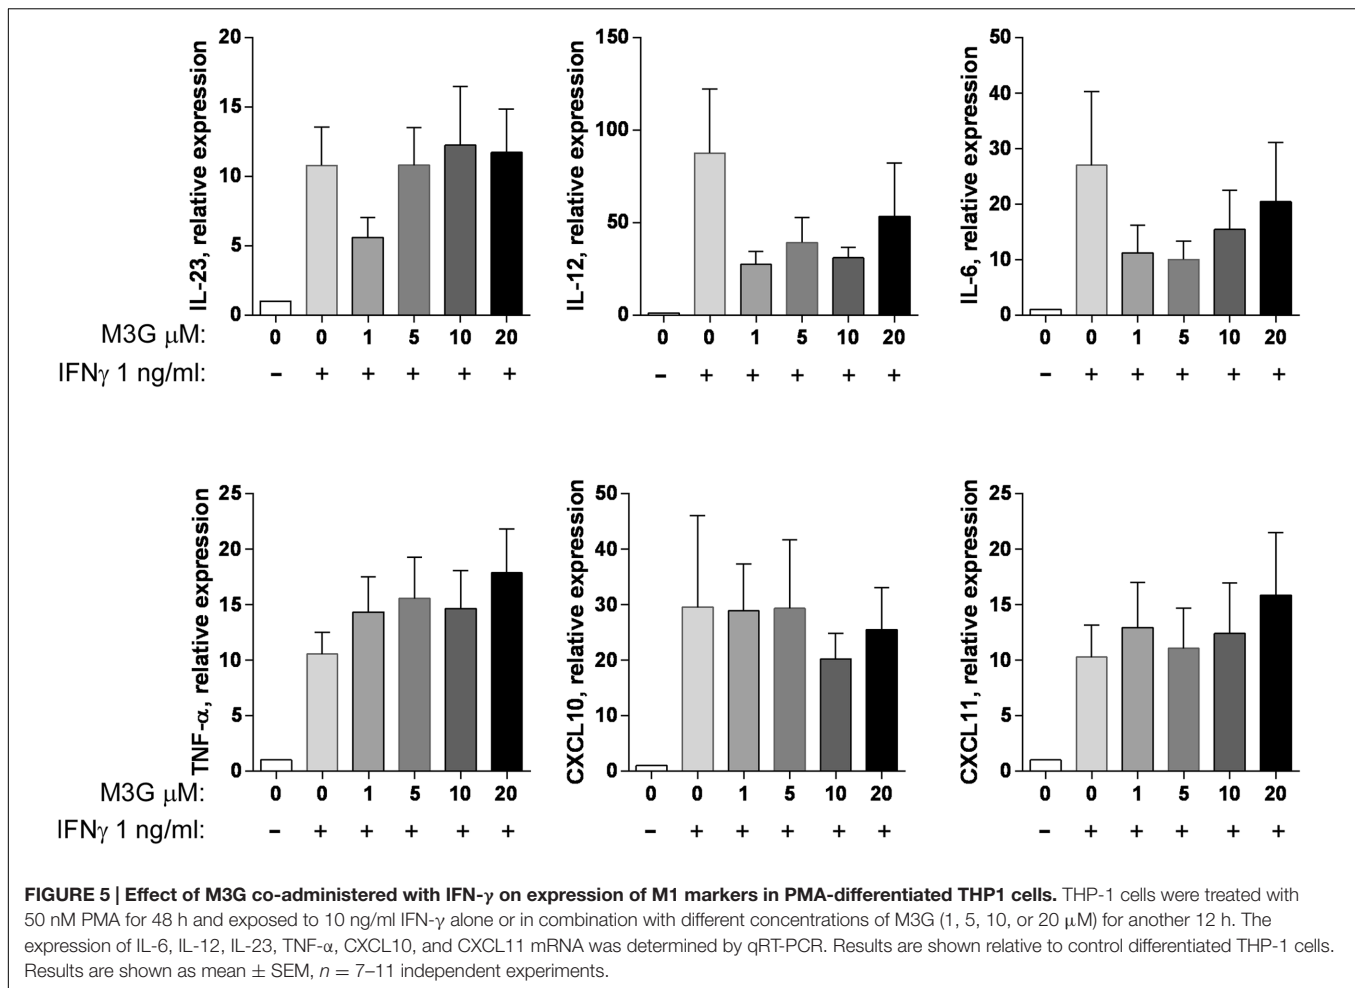 IL-23, relative expression
20
15
10
5
0
IL-12, relative expression
150
100
50
0
IL-6, relative expression
50
40
30
20
10
0
M3G μM: 0 0 1 5 10 20 0 0 1 5 10 20 0 0 1 5 10 20
IFNγ 1 ng/ml: − + + + + + − + + + + + − + + + + +
TNF-α, relative expression
25
20
15
10
5
0
CXCL10, relative expression
50
40
30
20
10
0
CXCL11, relative expression
25
20
15
10
5
0
M3G μM: 0 0 1 5 10 20 0 0 1 5 10 20 0 0 1 5 10 20
IFNγ 1 ng/ml: − + + + + + − + + + + + − + + + + +
FIGURE 5 | Effect of M3G co-administered with IFN-γ on expression of M1 markers in PMA-differentiated THP1 cells. THP-1 cells were treated with
50 nM PMA for 48 h and exposed to 10 ng/ml IFN-γ alone or in combination with different concentrations of M3G (1, 5, 10, or 20 μM) for another 12 h. The
expression of IL-6, IL-12, IL-23, TNF-α, CXCL10, and CXCL11 mRNA was determined by qRT-PCR. Results are shown relative to control differentiated THP-1 cells.
Results are shown as mean ± SEM, n = 7–11 independent experiments.